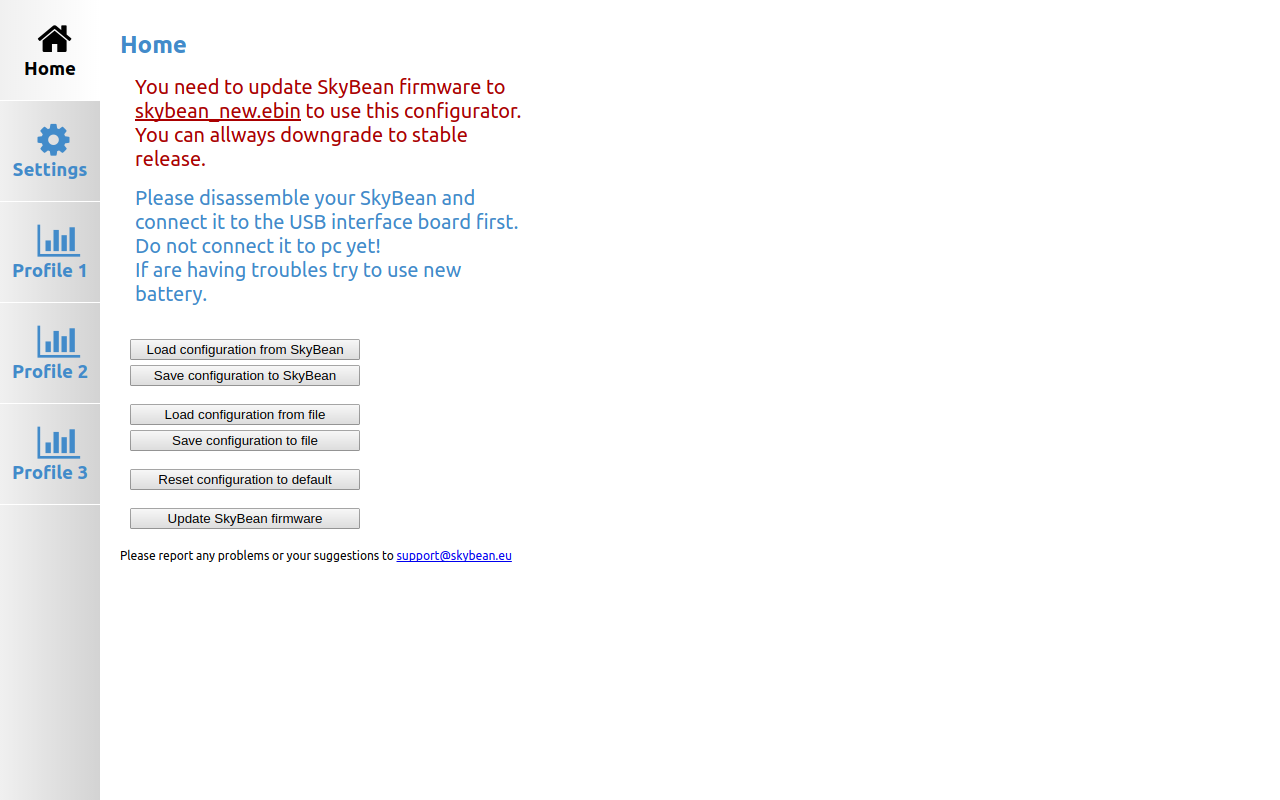 Home
Home
You need to update SkyBean firmware to
skybean_new.ebin to use this configurator.
You can allways downgrade to stable
release.
Settings
Please disassemble your SkyBean and
connect it to the USB interface board first.
Do not connect it to pc yet!
If are having troubles try to use new
battery.
Profile 1
Load configuration from SkyBean
Save configuration to SkyBean
Profile 2
Load configuration from file
Save configuration to file
Profile 3
Reset configuration to default
Update SkyBean firmware
Please report any problems or your suggestions to support@skybean.eu